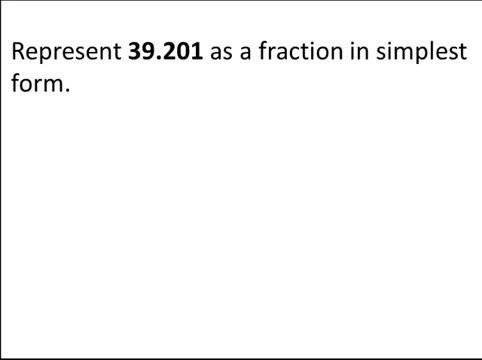 Represent 39.201 as a fraction in simplest
form.